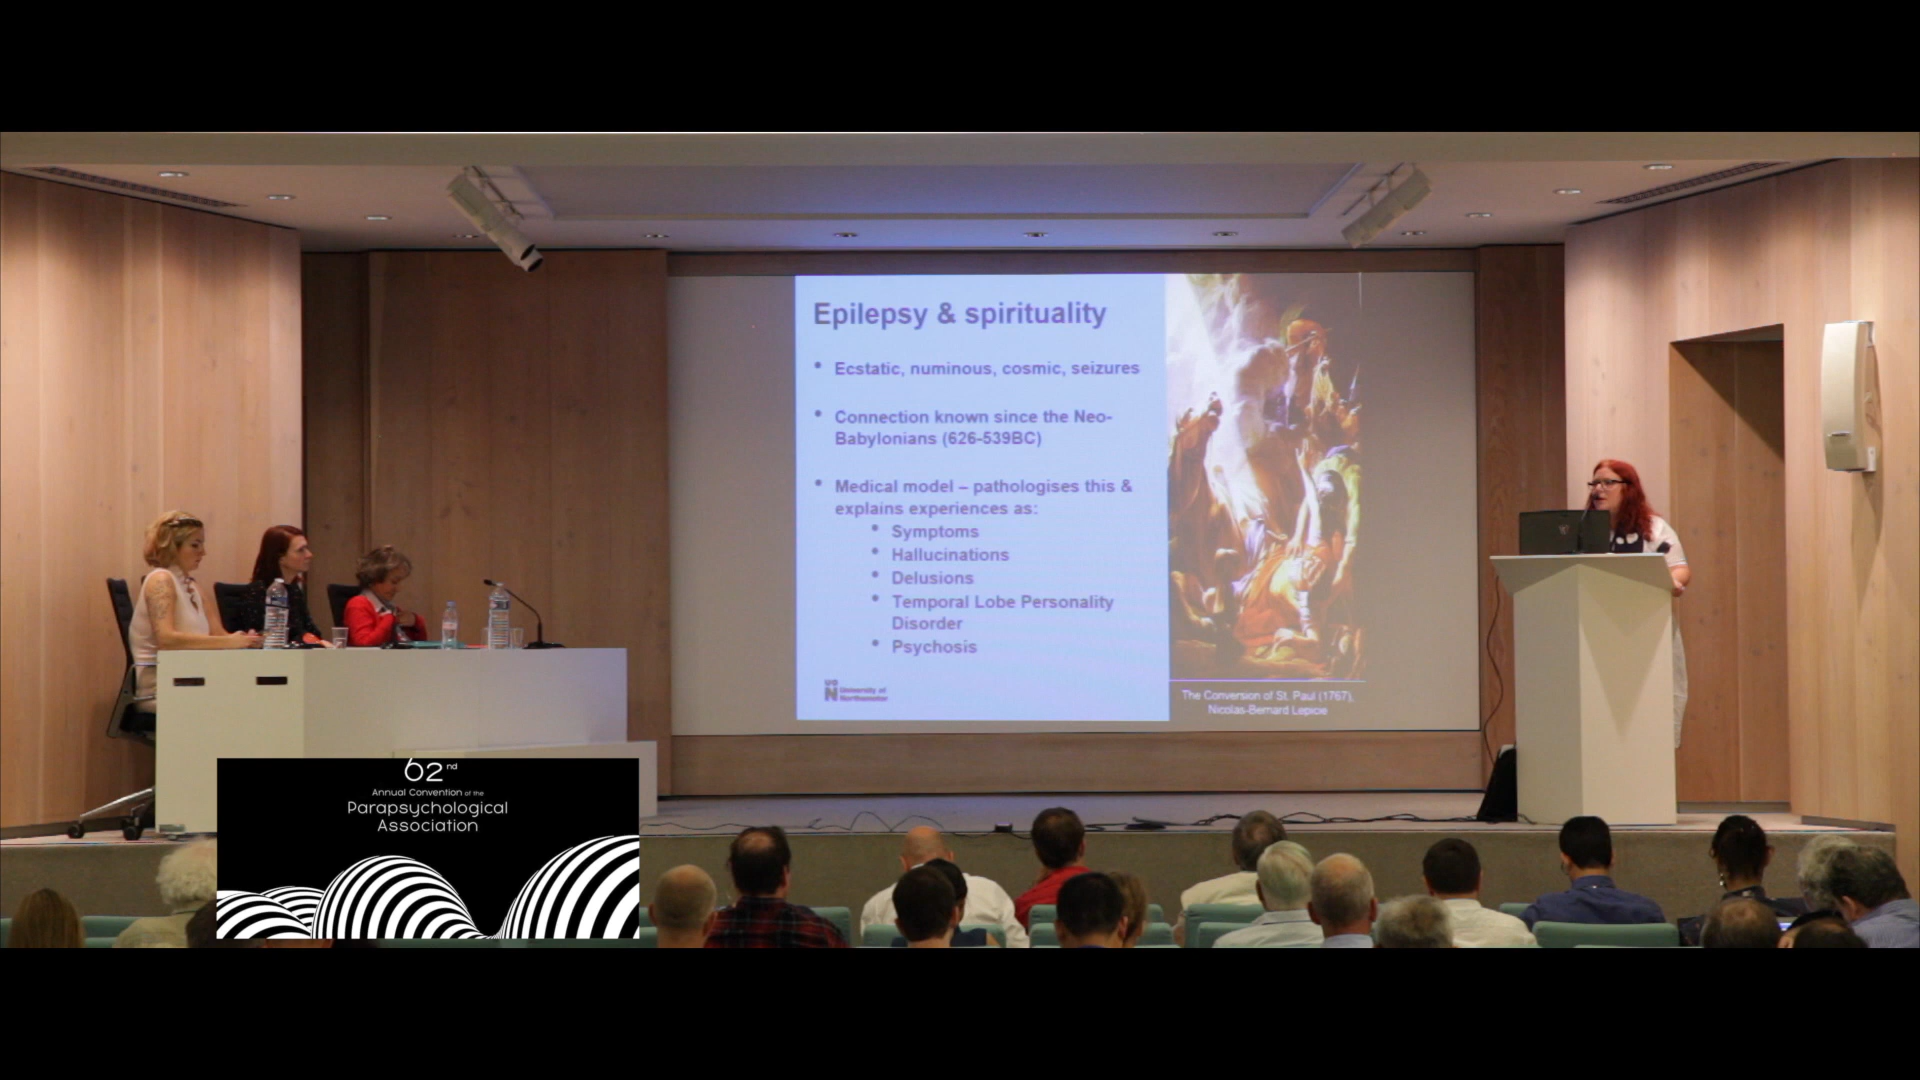 Epilepsy & spirituality
• Ecstatic, numinous, cosmic, seizures
• Connection known since the Neo-
Babylonians (626-539BC)
• Medical model – pathologises this &
explains experiences as:
• Symptoms
• Hallucinations
• Delusions
• Temporal Lobe Personality
Disorder
• Psychosis
UO
N University of
Northampton
The Conversion of St. Paul (1767),
Nicolas-Bernard Lepicie
62nd
Annual Convention of the
Parapsychological
Association